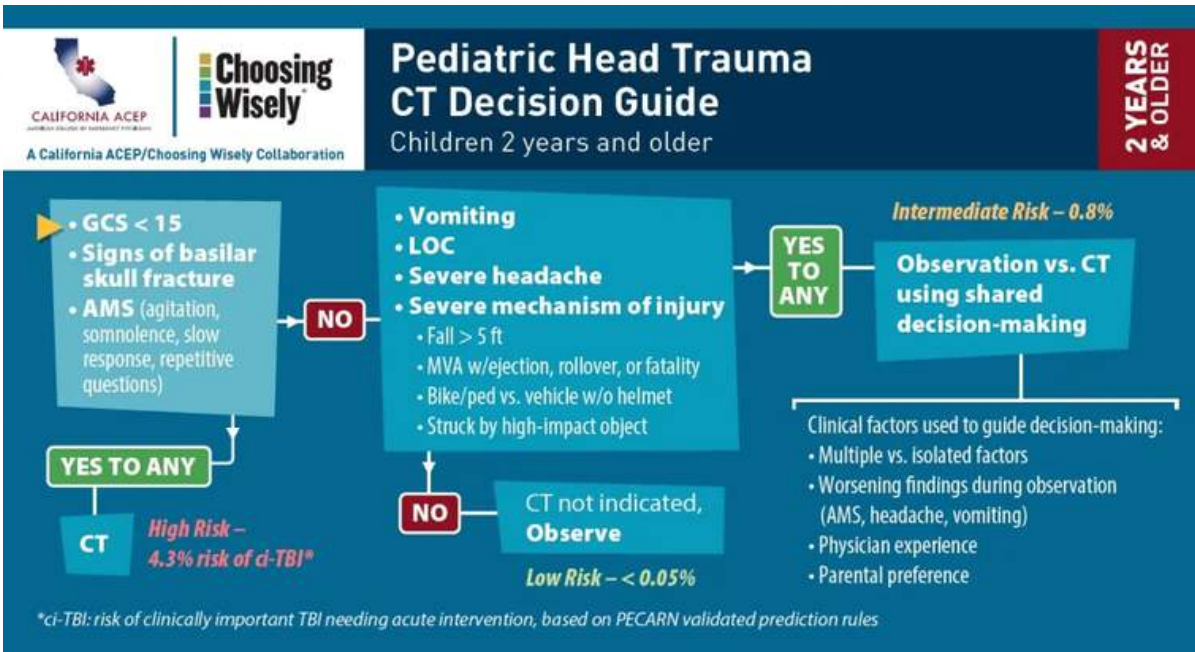 CALIFORNIA ACEP
Choosing
Wisely
A California ACEP/Choosing Wisely Collaboration
Pediatric Head Trauma
CT Decision Guide
Children 2 years and older
2 YEARS
& OLDER
• GCS < 15
• Signs of basilar
skull fracture
• AMS (agitation,
somnolence, slow
response, repetitive
questions)
NO
• Vomiting
• LOC
• Severe headache
• Severe mechanism of injury
• Fall > 5 ft
• MVA w/ejection, rollover, or fatality
• Bike/ped vs. vehicle w/o helmet
• Struck by high-impact object
YES
TO
ANY
Intermediate Risk – 0.8%
Observation vs. CT
using shared
decision-making
Clinical factors used to guide decision-making:
• Multiple vs. isolated factors
• Worsening findings during observation
(AMS, headache, vomiting)
• Physician experience
• Parental preference
YES TO ANY
CT
High Risk –
4.3% risk of ci-TBI*
NO
CT not indicated,
Observe
Low Risk – < 0.05%
*ci-TBI: risk of clinically important TBI needing acute intervention, based on PECARN validated prediction rules